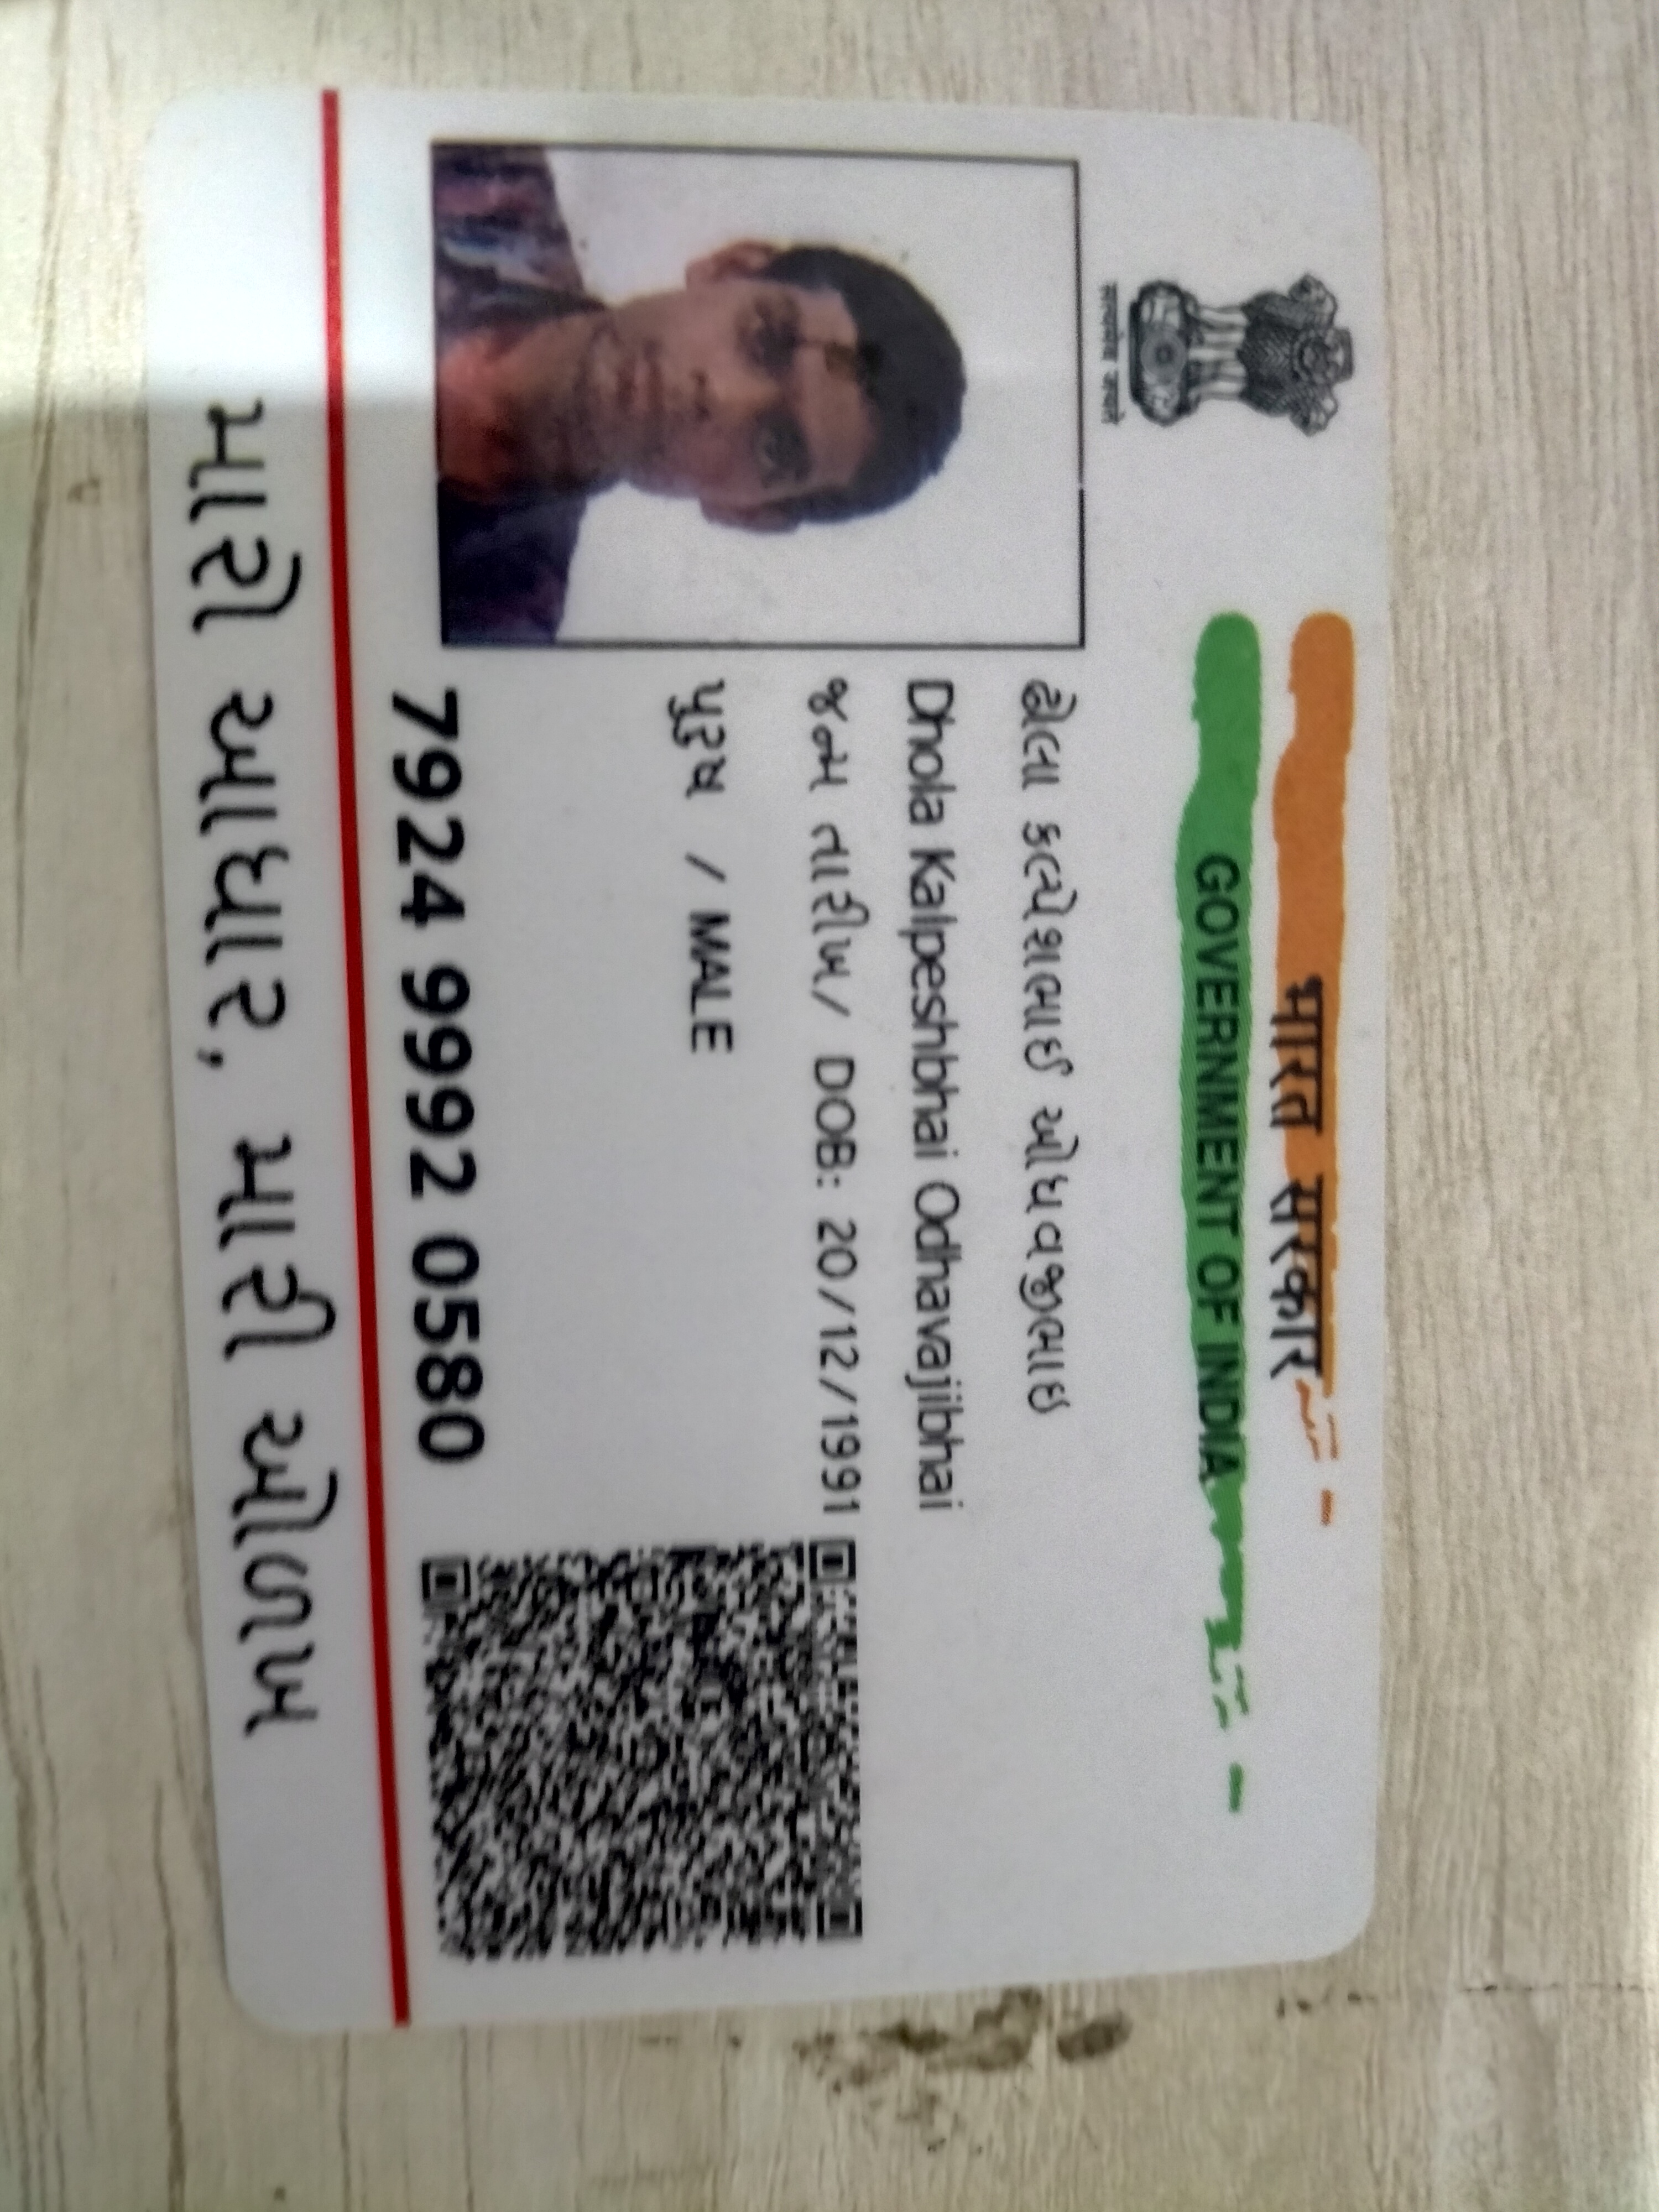 भारत सरकार
GOVERNMENT OF INDIA
सत्यमेव जयते
ઢોલા કલ્પેશભાઈ ઓધવજીભાઈ
Dhola Kalpeshbhai Odhavajibhai
જન્મ તારીખ/ DOB: 20/12/1991
પુરુષ / MALE
7924 9992 0580
મારો આધાર, મારી ઓળખ